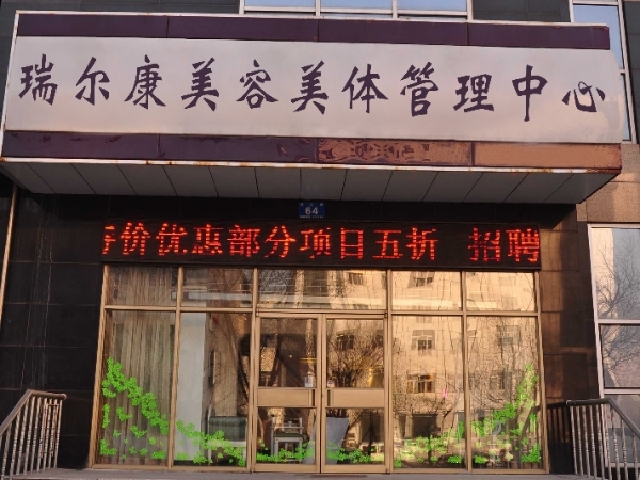 瑞尔康美容美体管理中心
64
价优惠部分项目五折 招聘